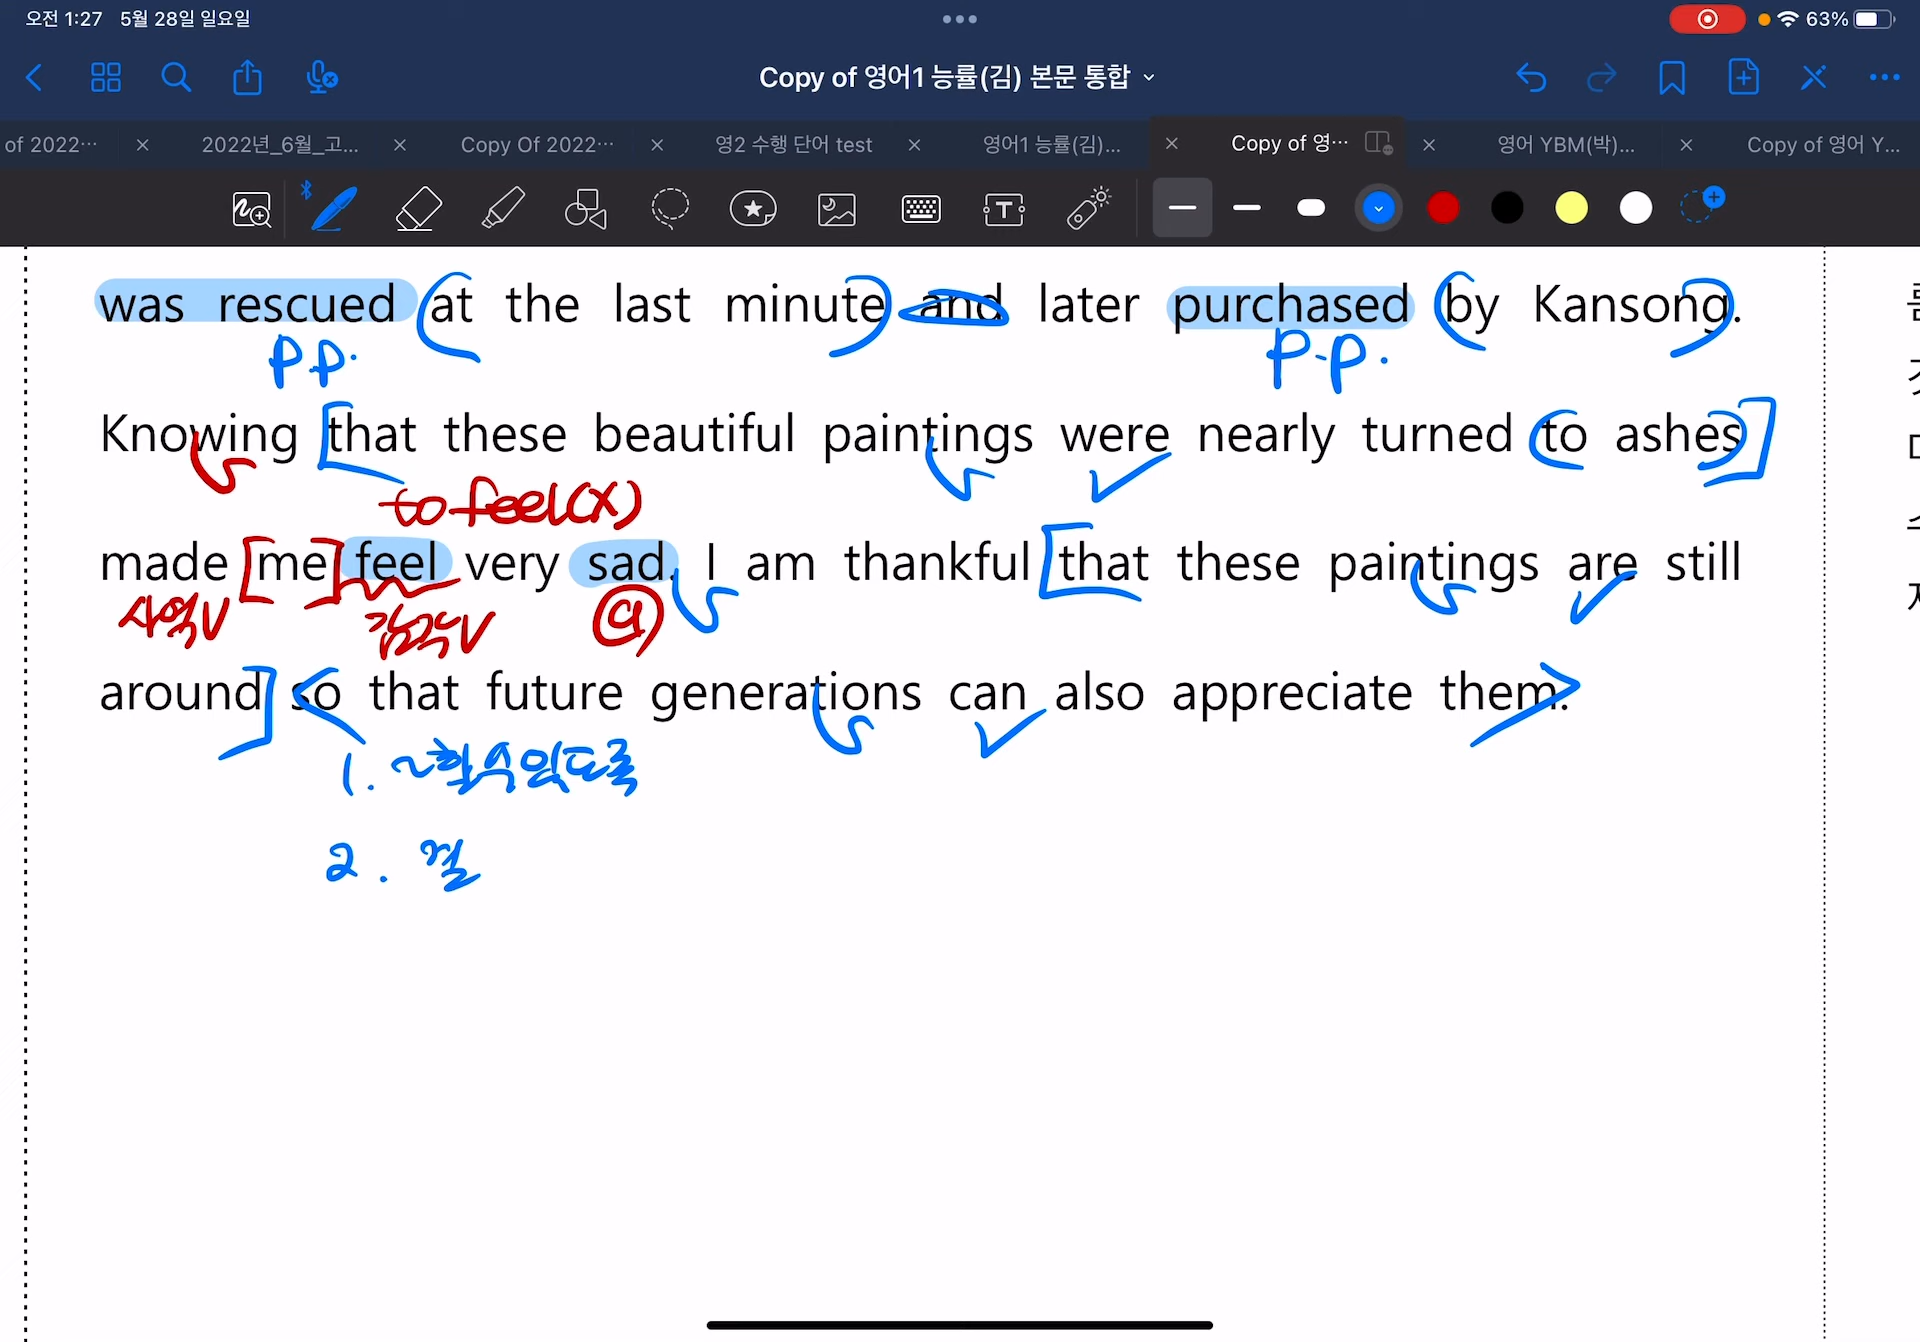 오전 1:27 5월 28일 일요일
63%
Copy of 영어1 능률(김) 본문 통합
of 2022…
2022년_6월_고...
Copy Of 2022…
영2 수행 단어 test
영어1 능률(김)...
Copy of 영…
영어 YBM(박)...
Copy of 영어 Y...
was rescued at the last minute and later purchased by Kansong.
p.p. p.p.
Knowing that these beautiful paintings were nearly turned to ashes
to feel(X)
made me feel very sad. I am thankful that these paintings are still
사역V 감각V ⓐ
around so that future generations can also appreciate them.
1. ~할 수 있도록
2.